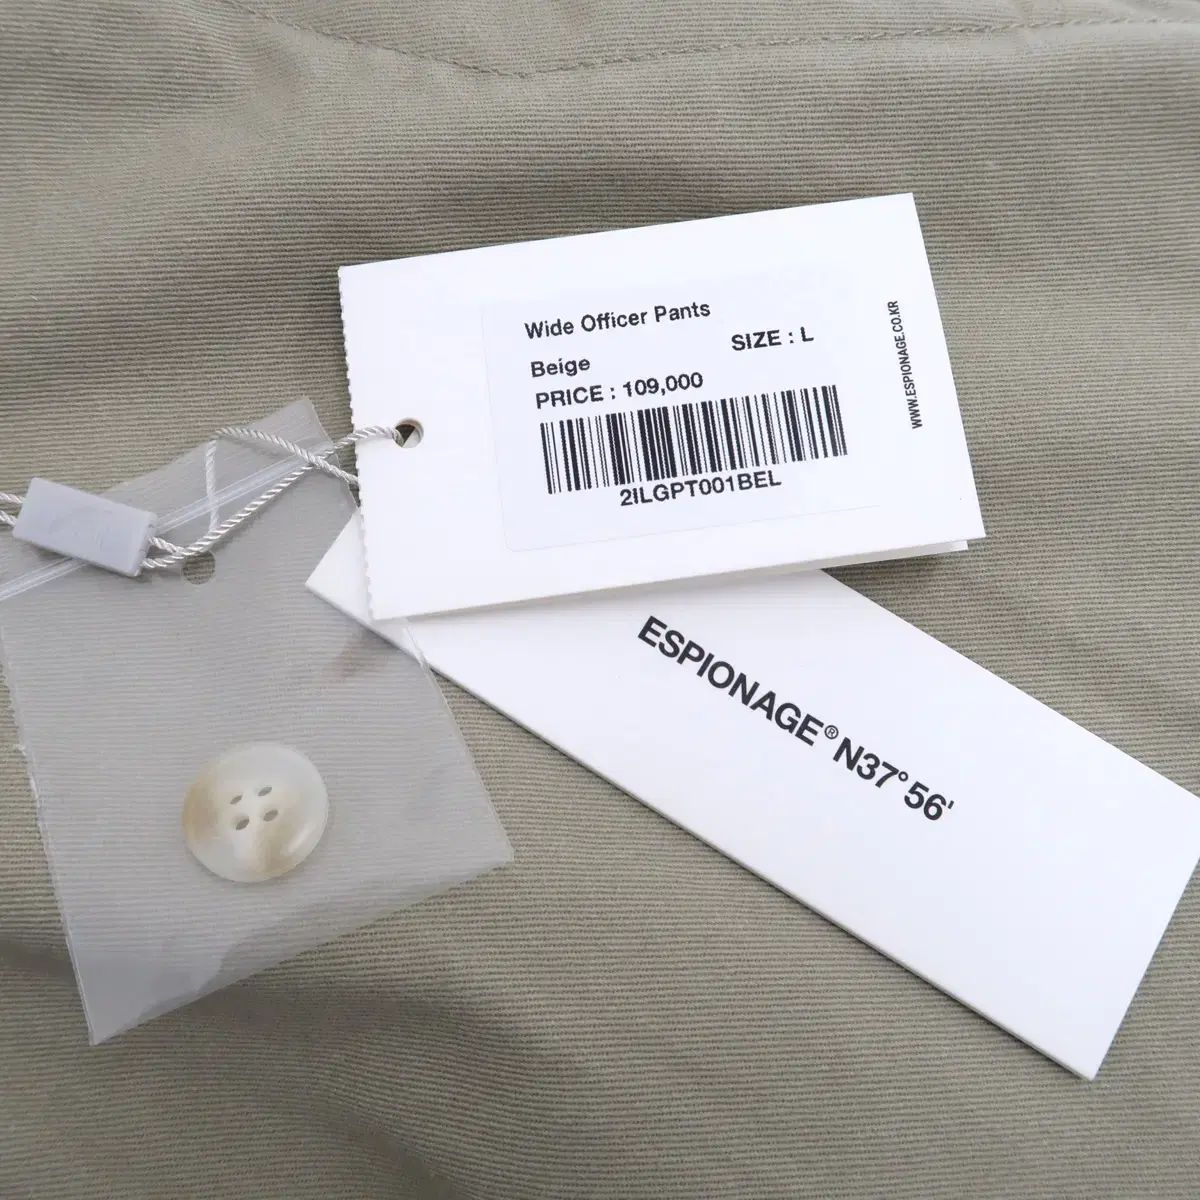 Wide Officer Pants
Beige
SIZE : L
PRICE : 109,000
2ILGPT001BEL
WWW.ESPIONAGE.CO.KR
ESPIONAGE® N37°56'